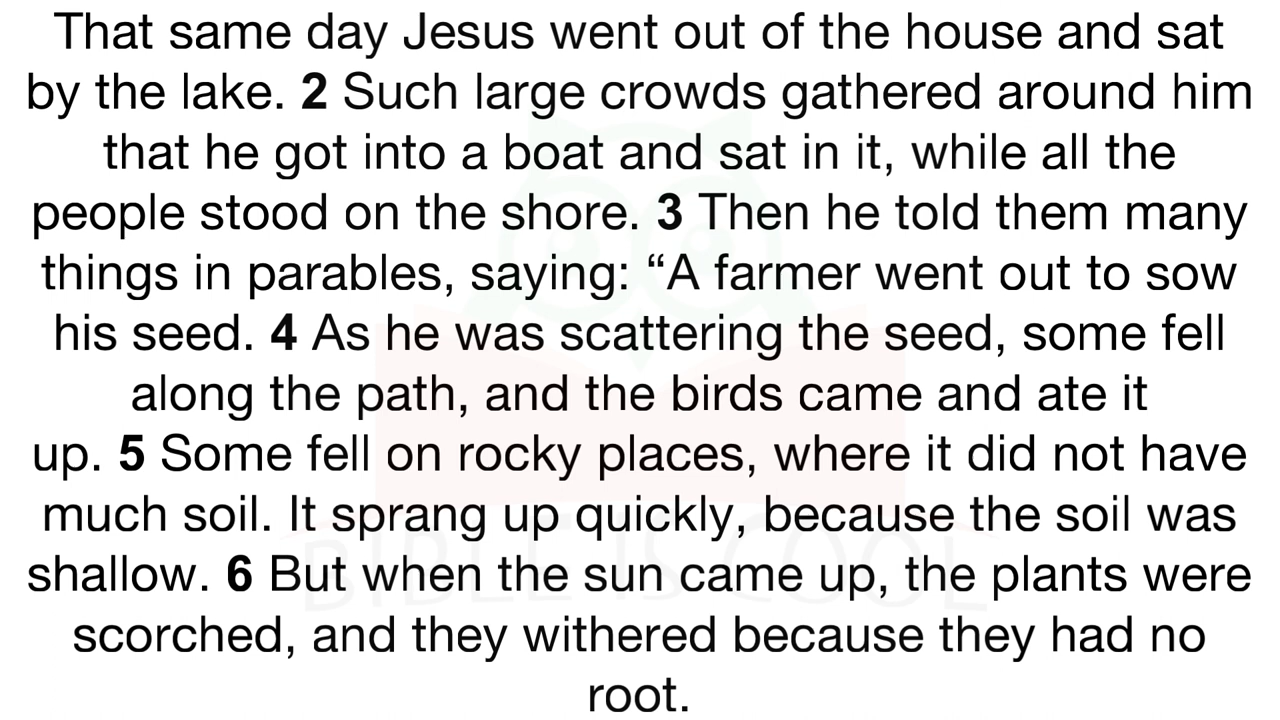 That same day Jesus went out of the house and sat
by the lake. 2 Such large crowds gathered around him
that he got into a boat and sat in it, while all the
people stood on the shore. 3 Then he told them many
things in parables, saying: “A farmer went out to sow
his seed. 4 As he was scattering the seed, some fell
along the path, and the birds came and ate it
up. 5 Some fell on rocky places, where it did not have
much soil. It sprang up quickly, because the soil was
shallow. 6 But when the sun came up, the plants were
scorched, and they withered because they had no
root.
BIBLE IS COOL